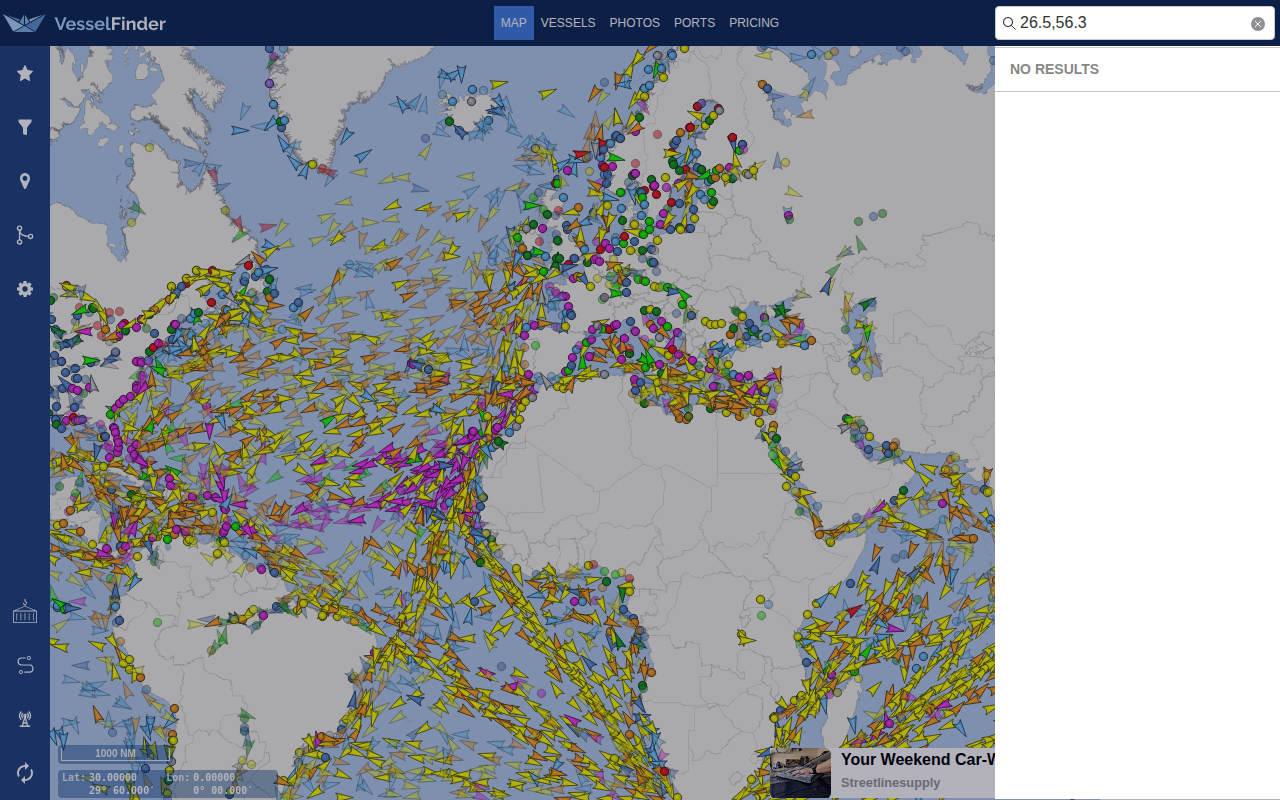 VesselFinder
MAP
VESSELS
PHOTOS
PORTS
PRICING
26.5,56.3
NO RESULTS
1000 NM
Lat: 30.00000
Lon: 0.00000
29° 60.000′
0° 00.000′
Your Weekend Car-W
Streetlinesupply